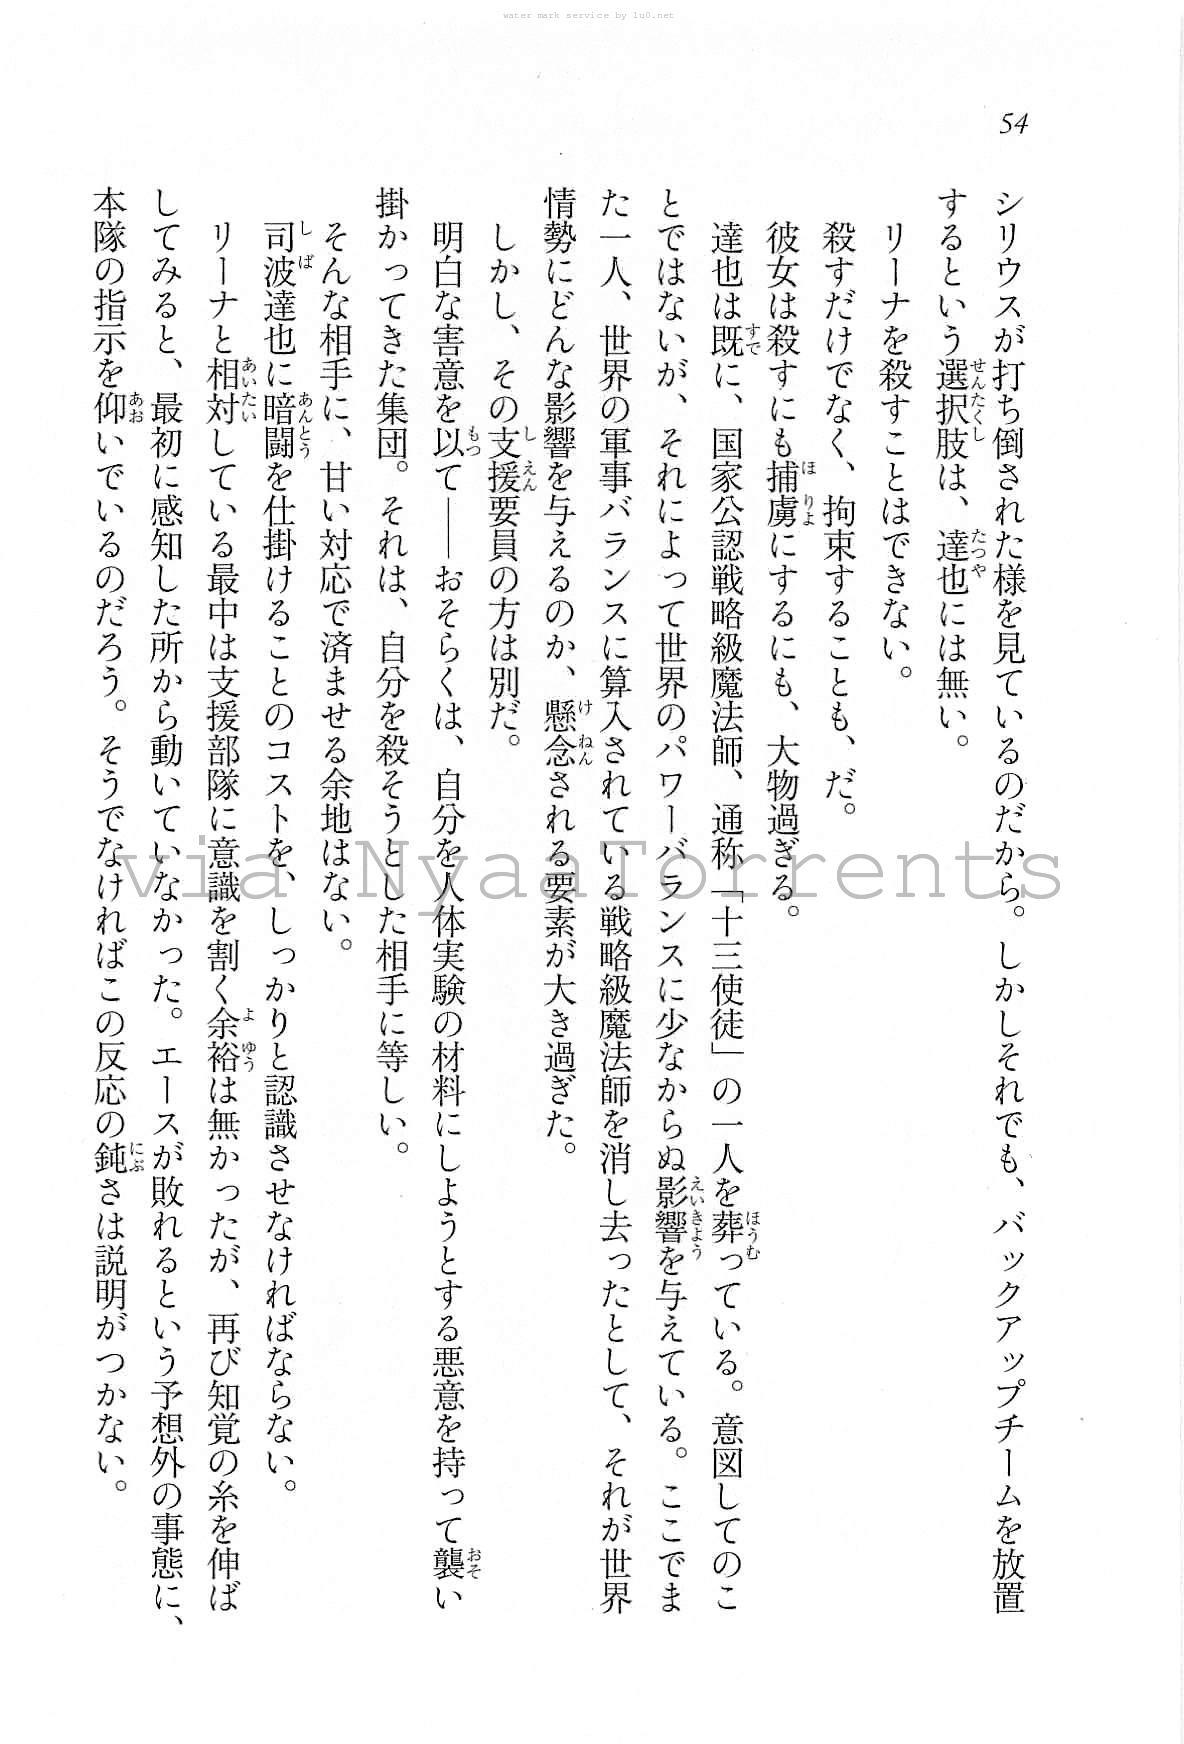 water mark service by 1u0.net
54
シリウスが打ち倒された様を見ているのだから。しかしそれでも、バックアップチームを放置
するという選択肢は、達也には無い。
リーナを殺すことはできない。
殺すだけでなく、拘束することも、だ。
彼女は殺すにも捕虜にするにも、大物過ぎる。
達也は既に、国家公認戦略級魔法師、通称「十三使徒」の一人を葬っている。意図してのこ
とではないが、それによって世界のパワーバランスに少なからぬ影響を与えている。ここでま
た一人、世界の軍事バランスに算入されている戦略級魔法師を消し去ったとして、それが世界
情勢にどんな影響を与えるのか、懸念される要素が大き過ぎた。
しかし、その支援要員の方は別だ。
明白な害意を以て――おそらくは、自分を人体実験の材料にしようとする悪意を持って襲い
掛かってきた集団。それは、自分を殺そうとした相手に等しい。
そんな相手に、甘い対応で済ませる余地はない。
司波達也に暗闘を仕掛けることのコストを、しっかりと認識させなければならない。
リーナと相対している最中は支援部隊に意識を割く余裕は無かったが、再び知覚の糸を伸ば
してみると、最初に感知した所から動いていなかった。エースが敗れるという予想外の事態に、
本隊の指示を仰いでいるのだろう。そうでなければこの反応の鈍さは説明がつかない。
via NyaaTorrents